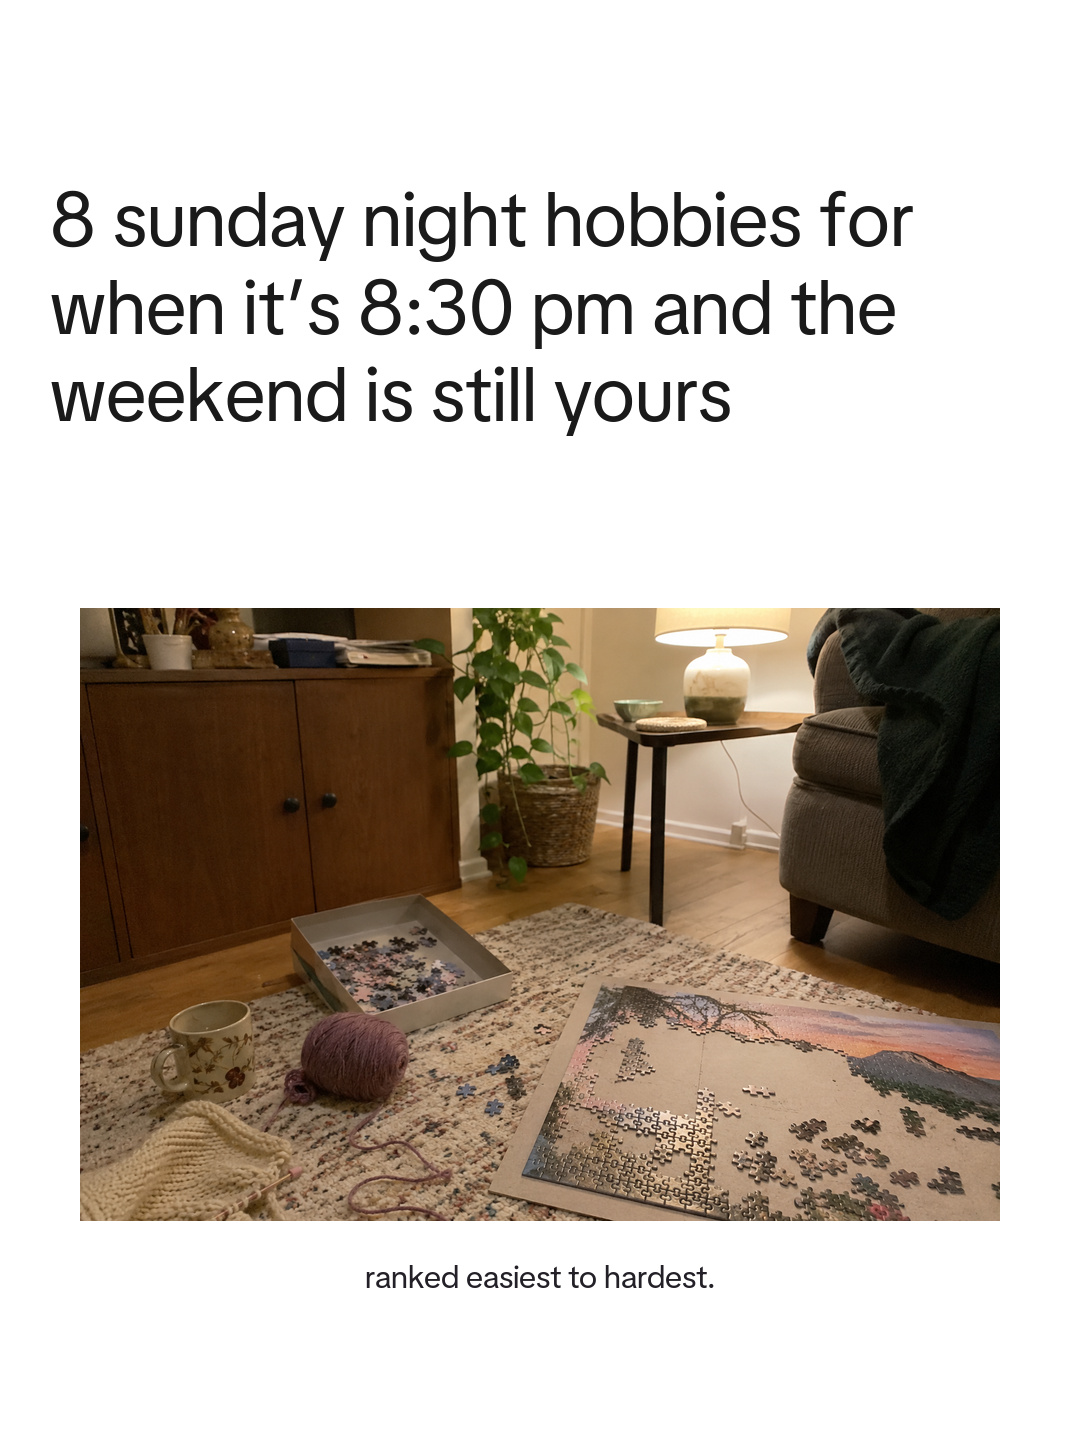 8 sunday night hobbies for
when it's 8:30 pm and the
weekend is still yours
ranked easiest to hardest.